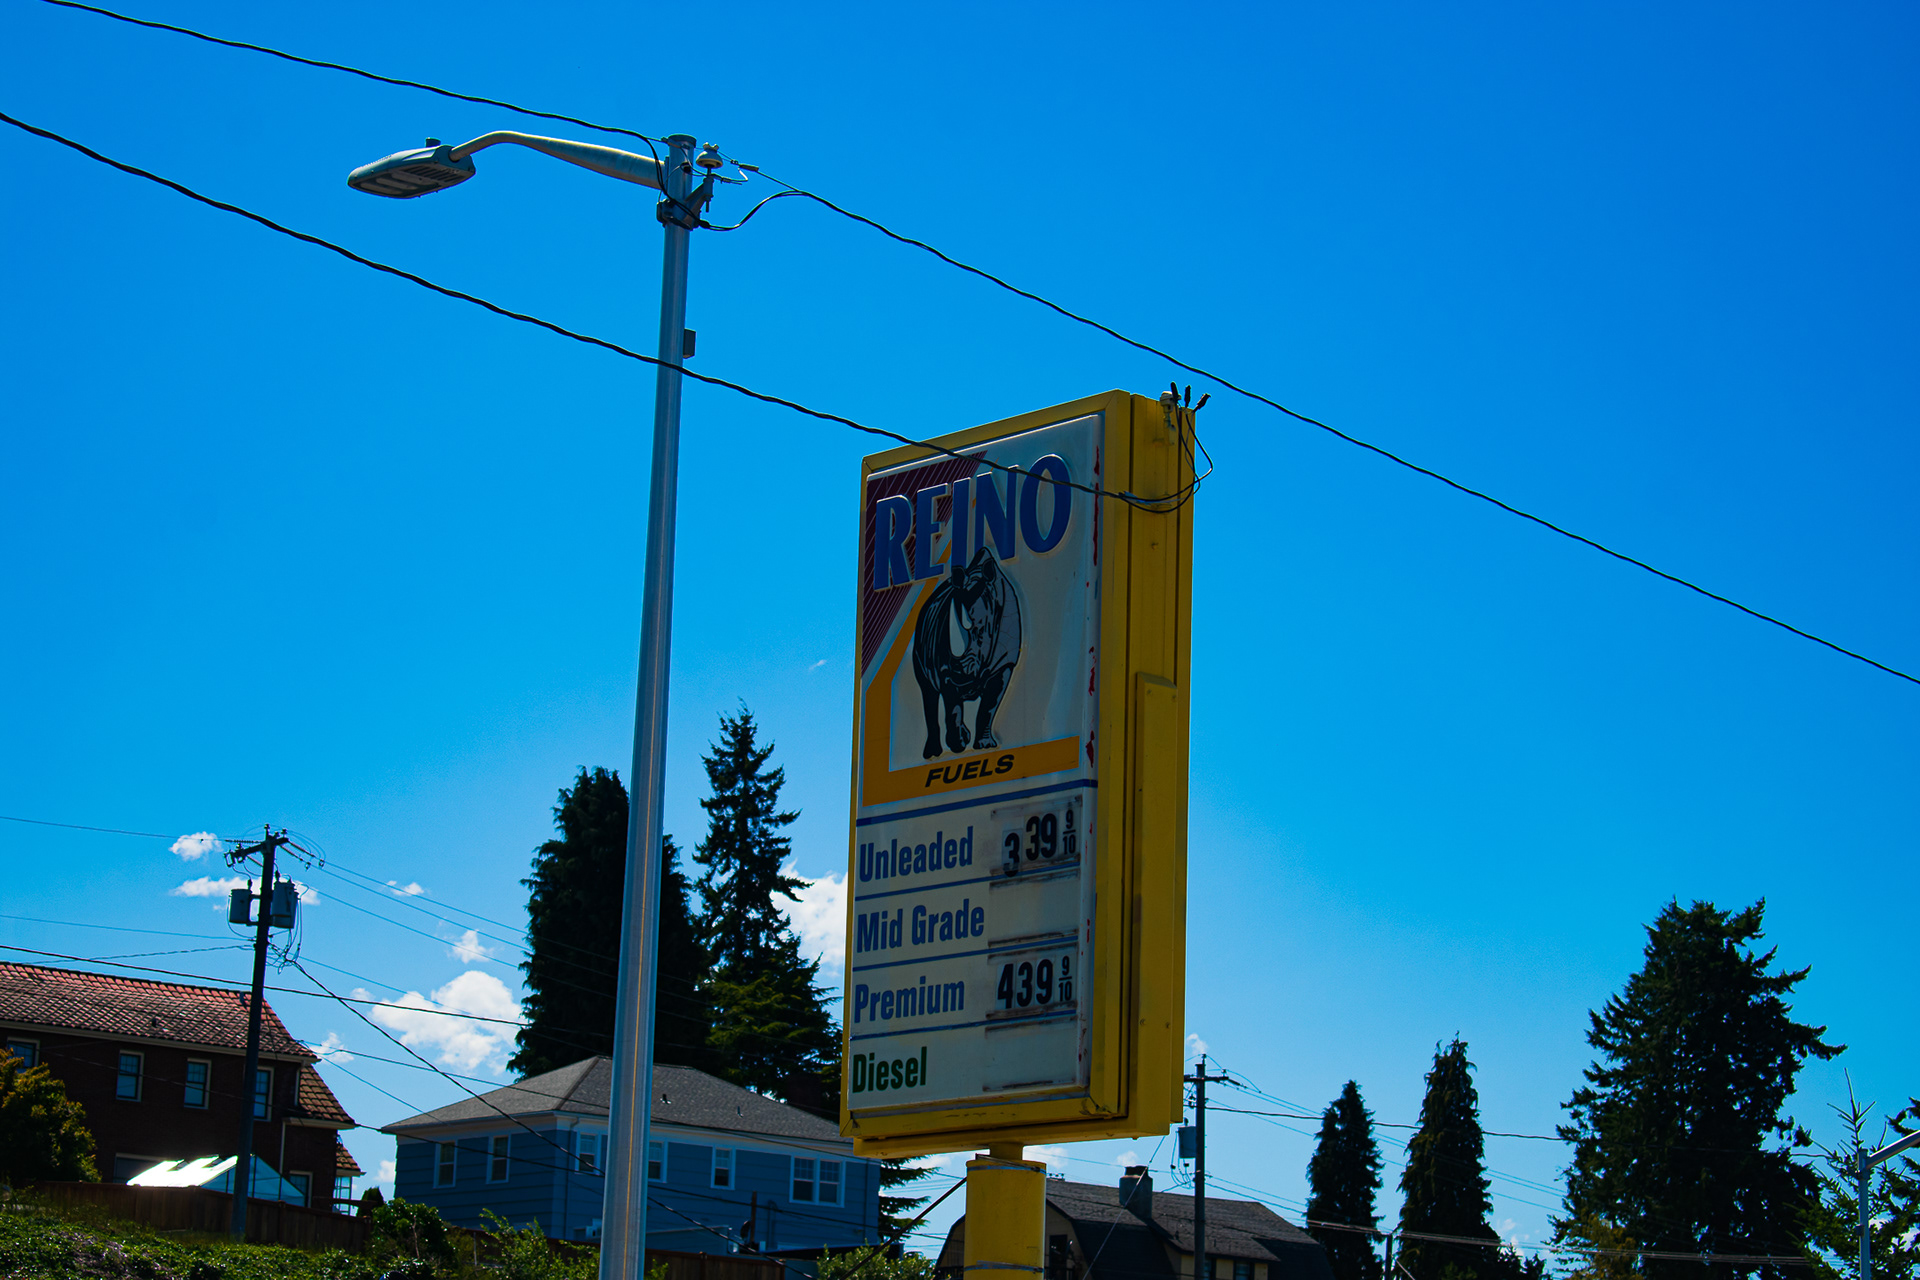 REINO
FUELS
Unleaded 3 39 9/10
Mid Grade
Premium 439 9/10
Diesel